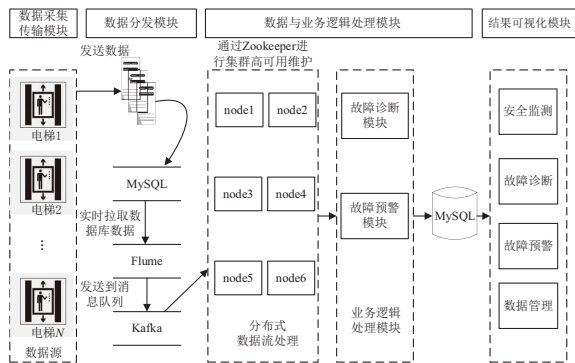 数据采集
传输模块
数据分发模块
数据与业务逻辑处理模块
结果可视化模块
发送数据
通过Zookeeper进
行集群高可用维护
电梯1
电梯2
⋮
电梯N
数据源
MySQL
实时拉取数
据库数据
Flume
发送到消
息队列
Kafka
node1
node2
node3
node4
node5
node6
分布式
数据流处理
故障诊断
模块
故障预警
模块
业务逻辑
处理模块
MySQL
安全监测
故障诊断
故障预警
数据管理